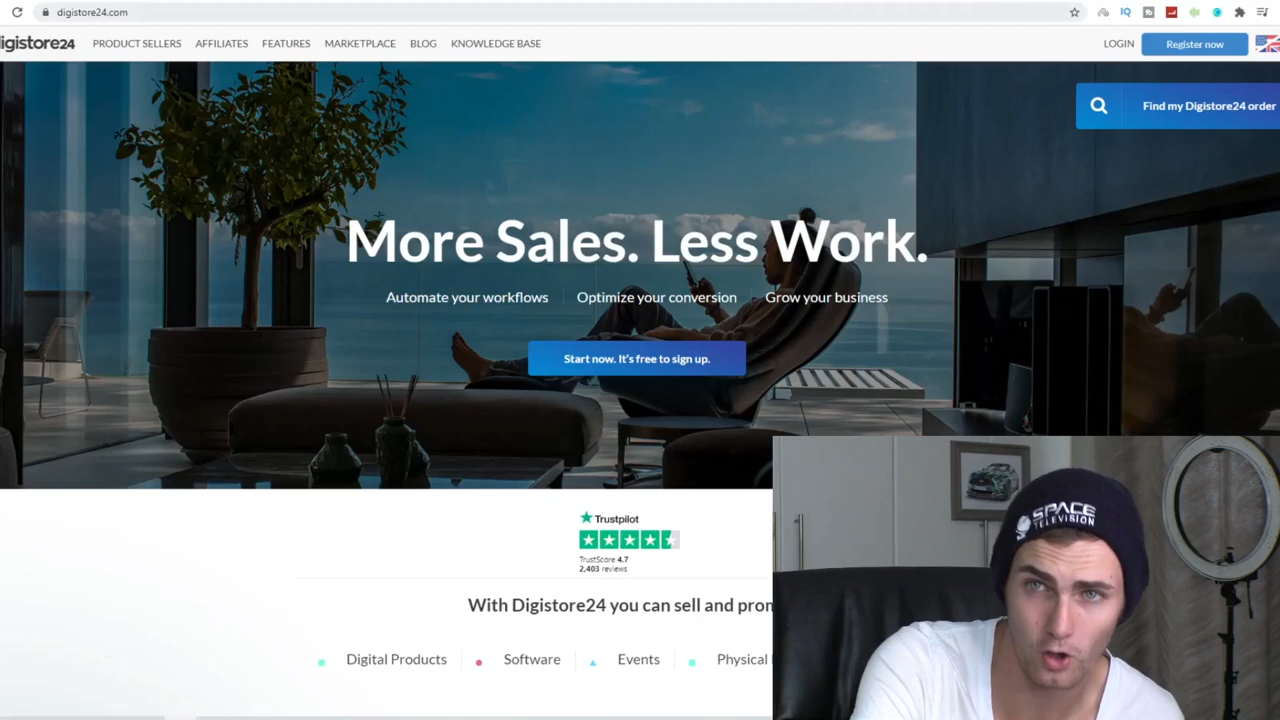 digistore24.com
digistore24
PRODUCT SELLERS
AFFILIATES
FEATURES
MARKETPLACE
BLOG
KNOWLEDGE BASE
LOGIN
Register now
Find my Digistore24 order
More Sales. Less Work.
Automate your workflows
Optimize your conversion
Grow your business
Start now. It's free to sign up.
Trustpilot
TrustScore 4.7
2,403 reviews
With Digistore24 you can sell and pro
Digital Products
Software
Events
Physical
SPACE
TELEVISION